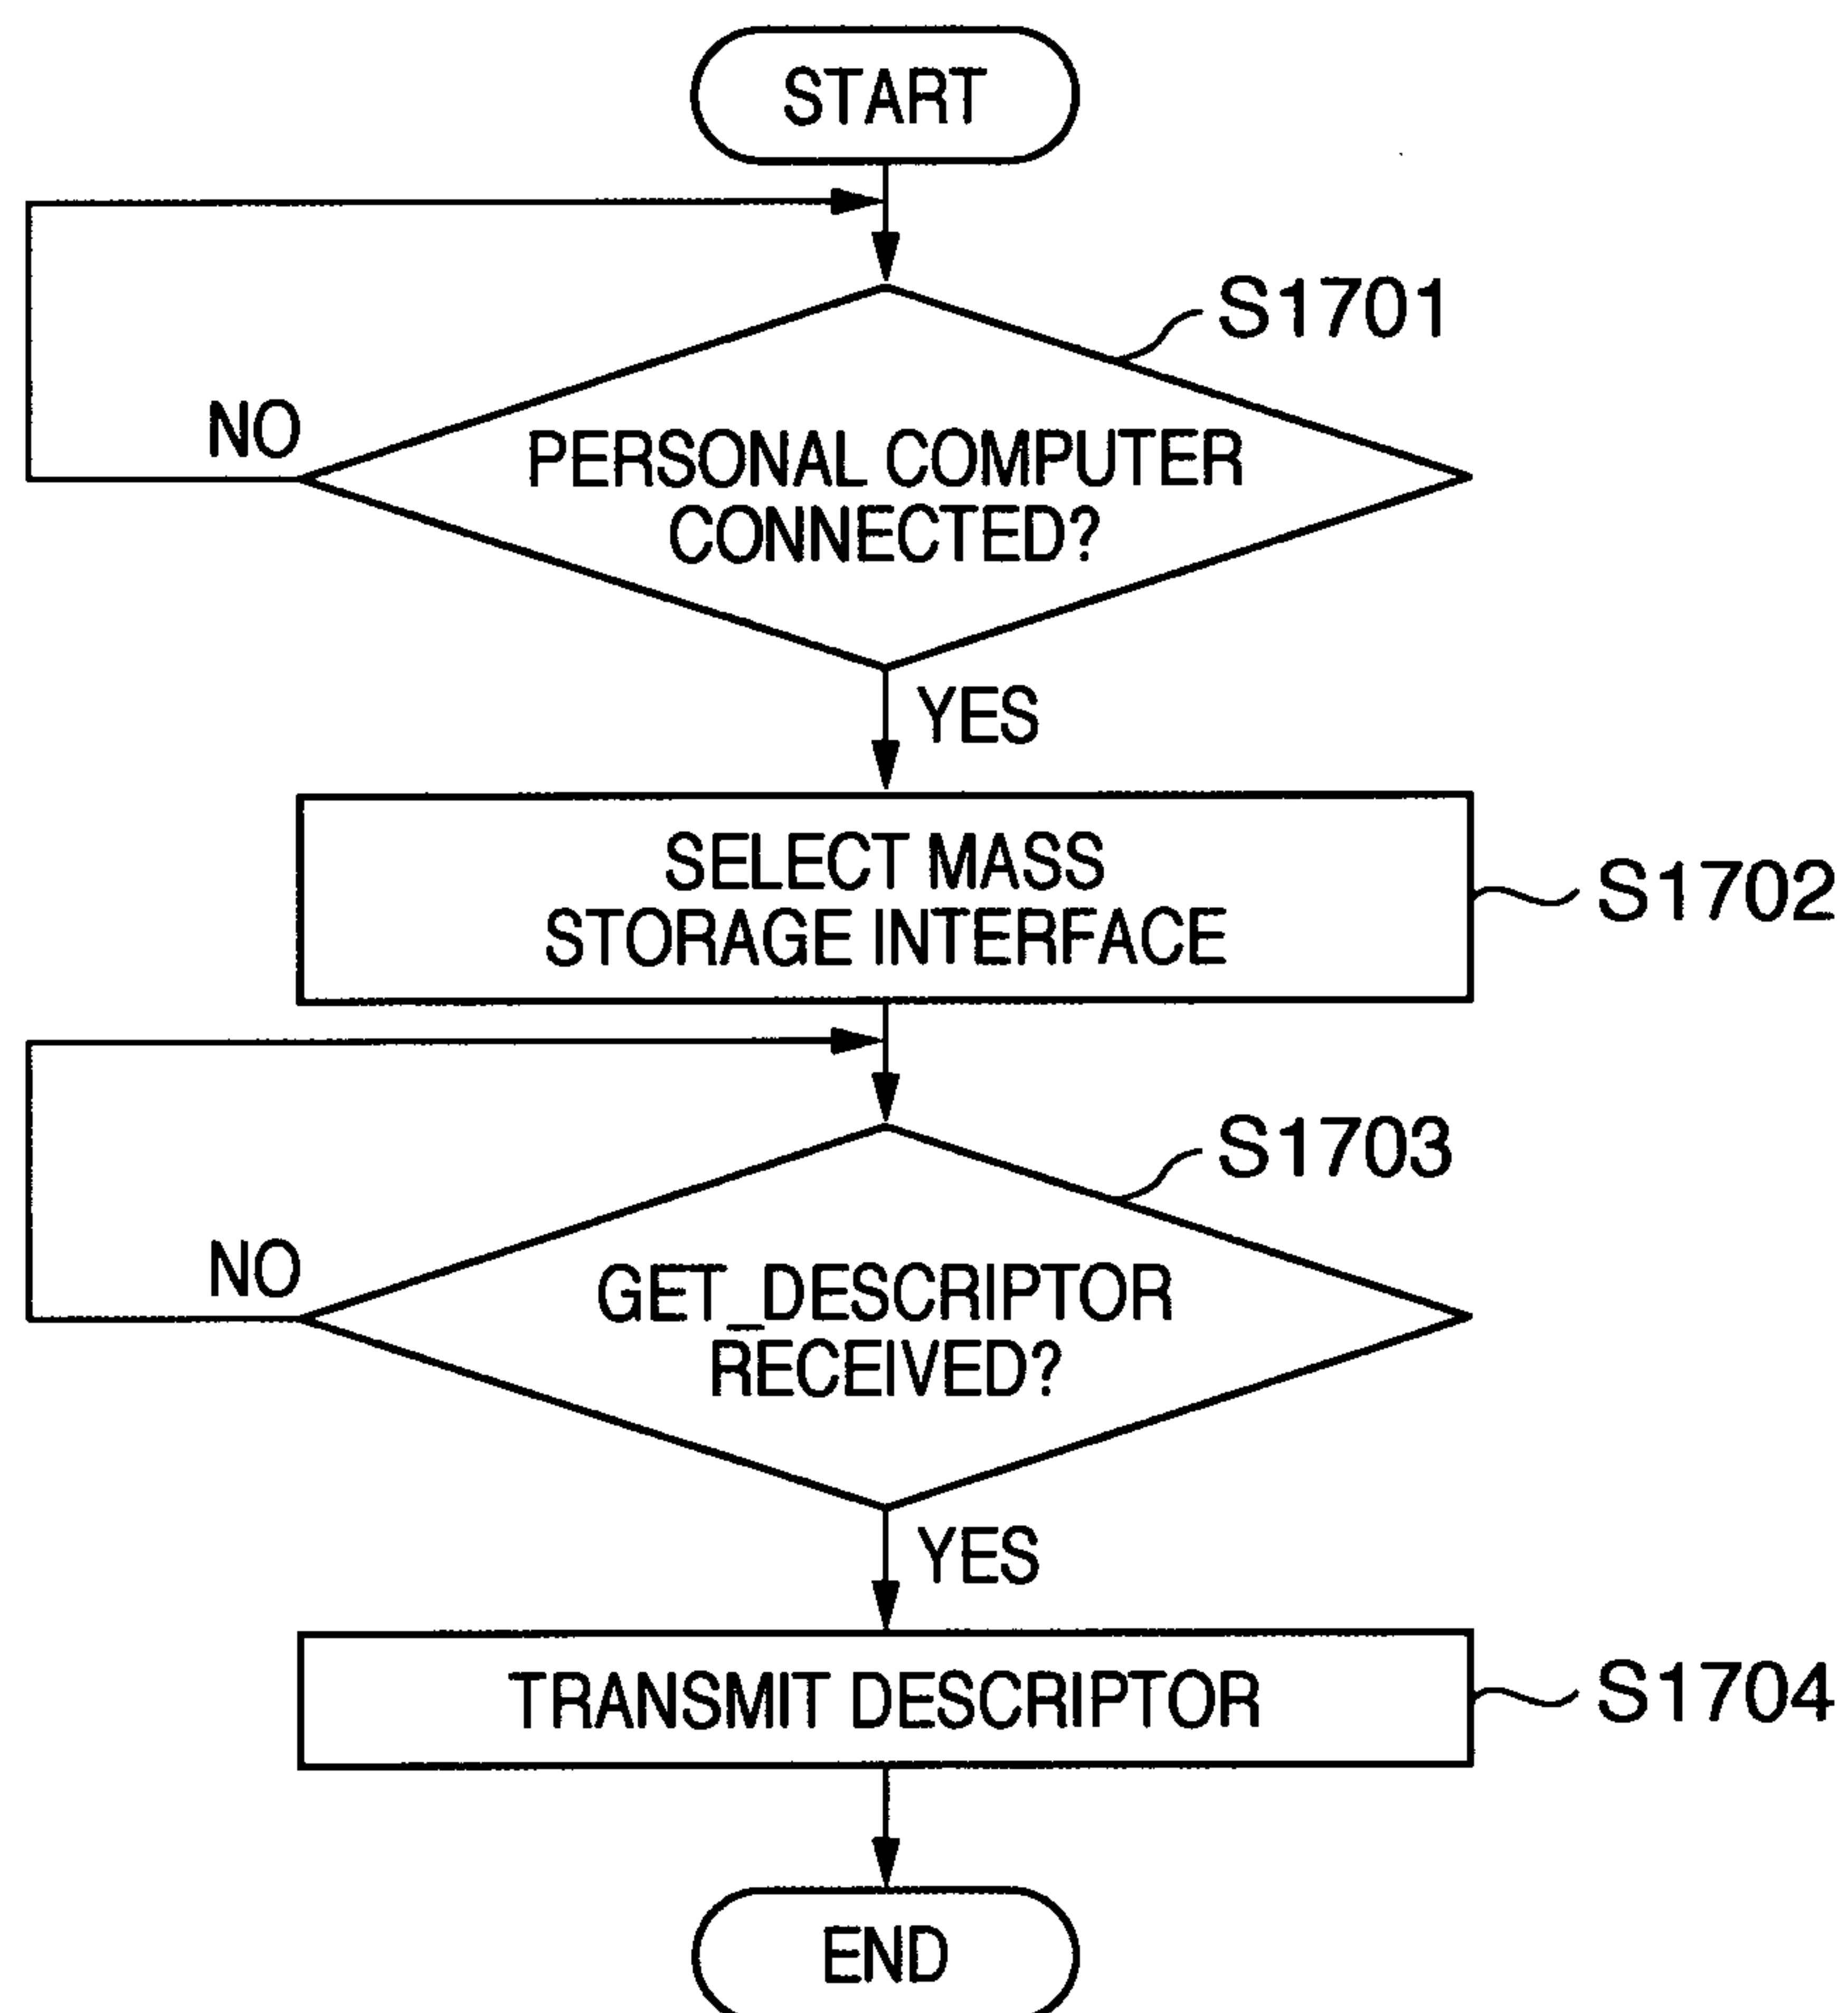 START
S1701
NO
PERSONAL COMPUTER
CONNECTED?
YES
SELECT MASS
STORAGE INTERFACE
S1702
S1703
NO
GET_DESCRIPTOR
RECEIVED?
YES
TRANSMIT DESCRIPTOR
S1704
END